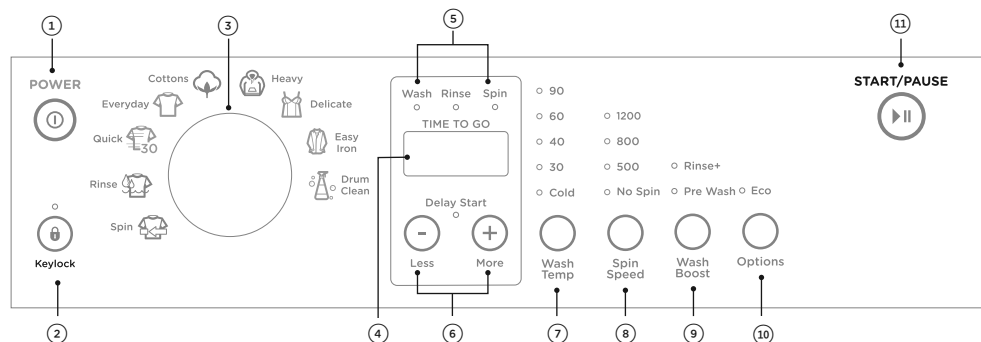 1
3
5
11
POWER
Cottons
Heavy
Everyday
Delicate
Quick
30
Easy
Iron
Rinse
Drum
Clean
Spin
Keylock
Wash Rinse Spin
TIME TO GO
Delay Start
-
+
Less
More
90
60
40
30
Cold
Wash
Temp
1200
800
500
No Spin
Spin
Speed
Rinse+
Pre Wash
Wash
Boost
Eco
Options
START/PAUSE
2
4
6
7
8
9
10